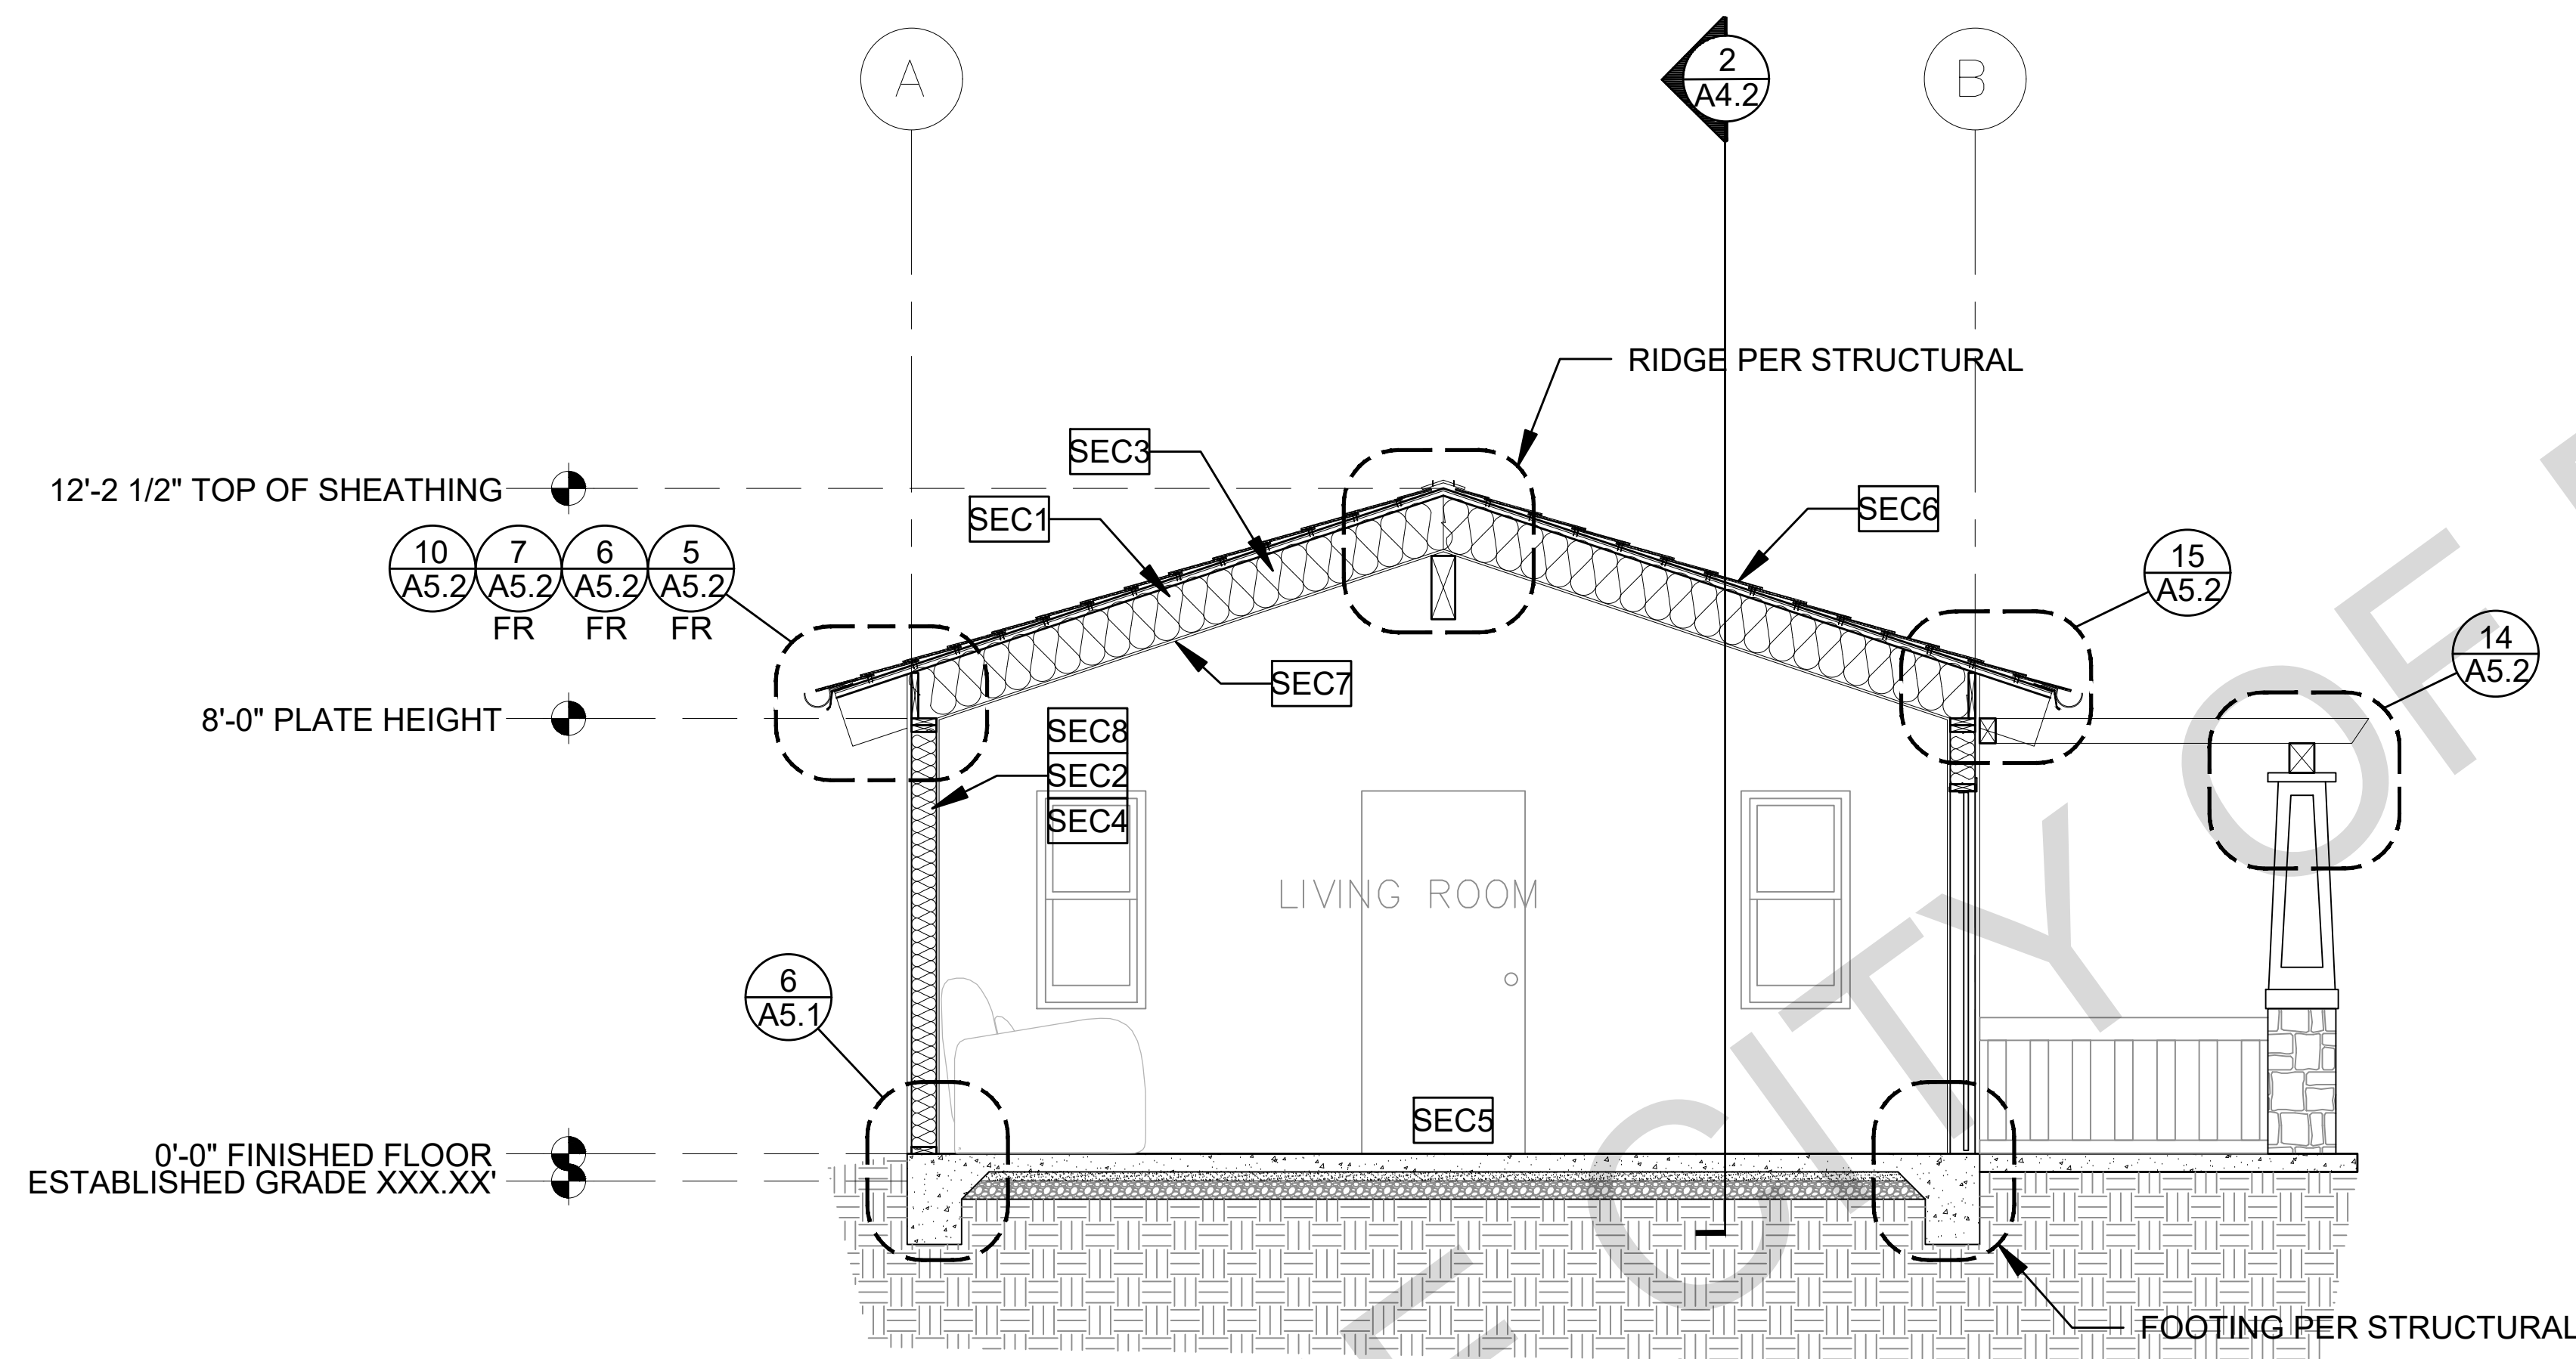 A
2
A4.2
B
RIDGE PER STRUCTURAL
SEC3
12'-2 1/2" TOP OF SHEATHING
SEC1
SEC6
10
A5.2
7
A5.2
FR
6
A5.2
FR
5
A5.2
FR
15
A5.2
14
A5.2
SEC7
8'-0" PLATE HEIGHT
SEC8
SEC2
SEC4
LIVING ROOM
6
A5.1
SEC5
0'-0" FINISHED FLOOR
ESTABLISHED GRADE XXX.XX'
FOOTING PER STRUCTURAL
CITY OF